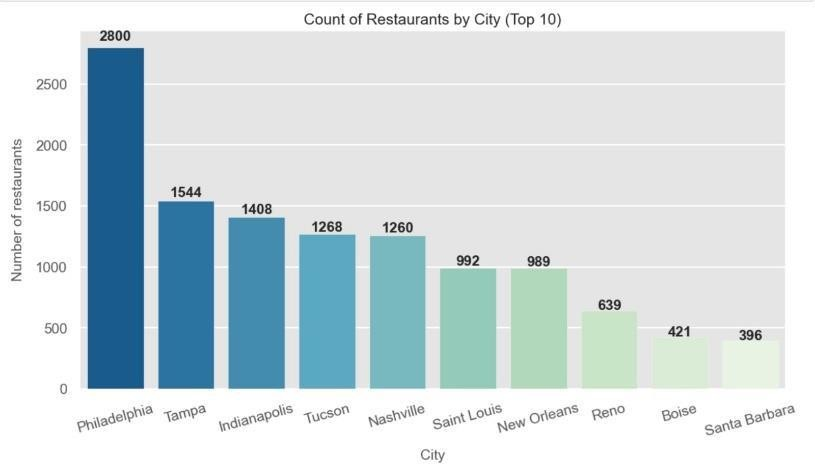 Count of Restaurants by City (Top 10)
2800
1544
1408
1268
1260
992
989
639
421
396
2500
2000
1500
1000
500
0
Number of restaurants
Philadelphia
Tampa
Indianapolis
Tucson
Nashville
Saint Louis
New Orleans
Reno
Boise
Santa Barbara
City